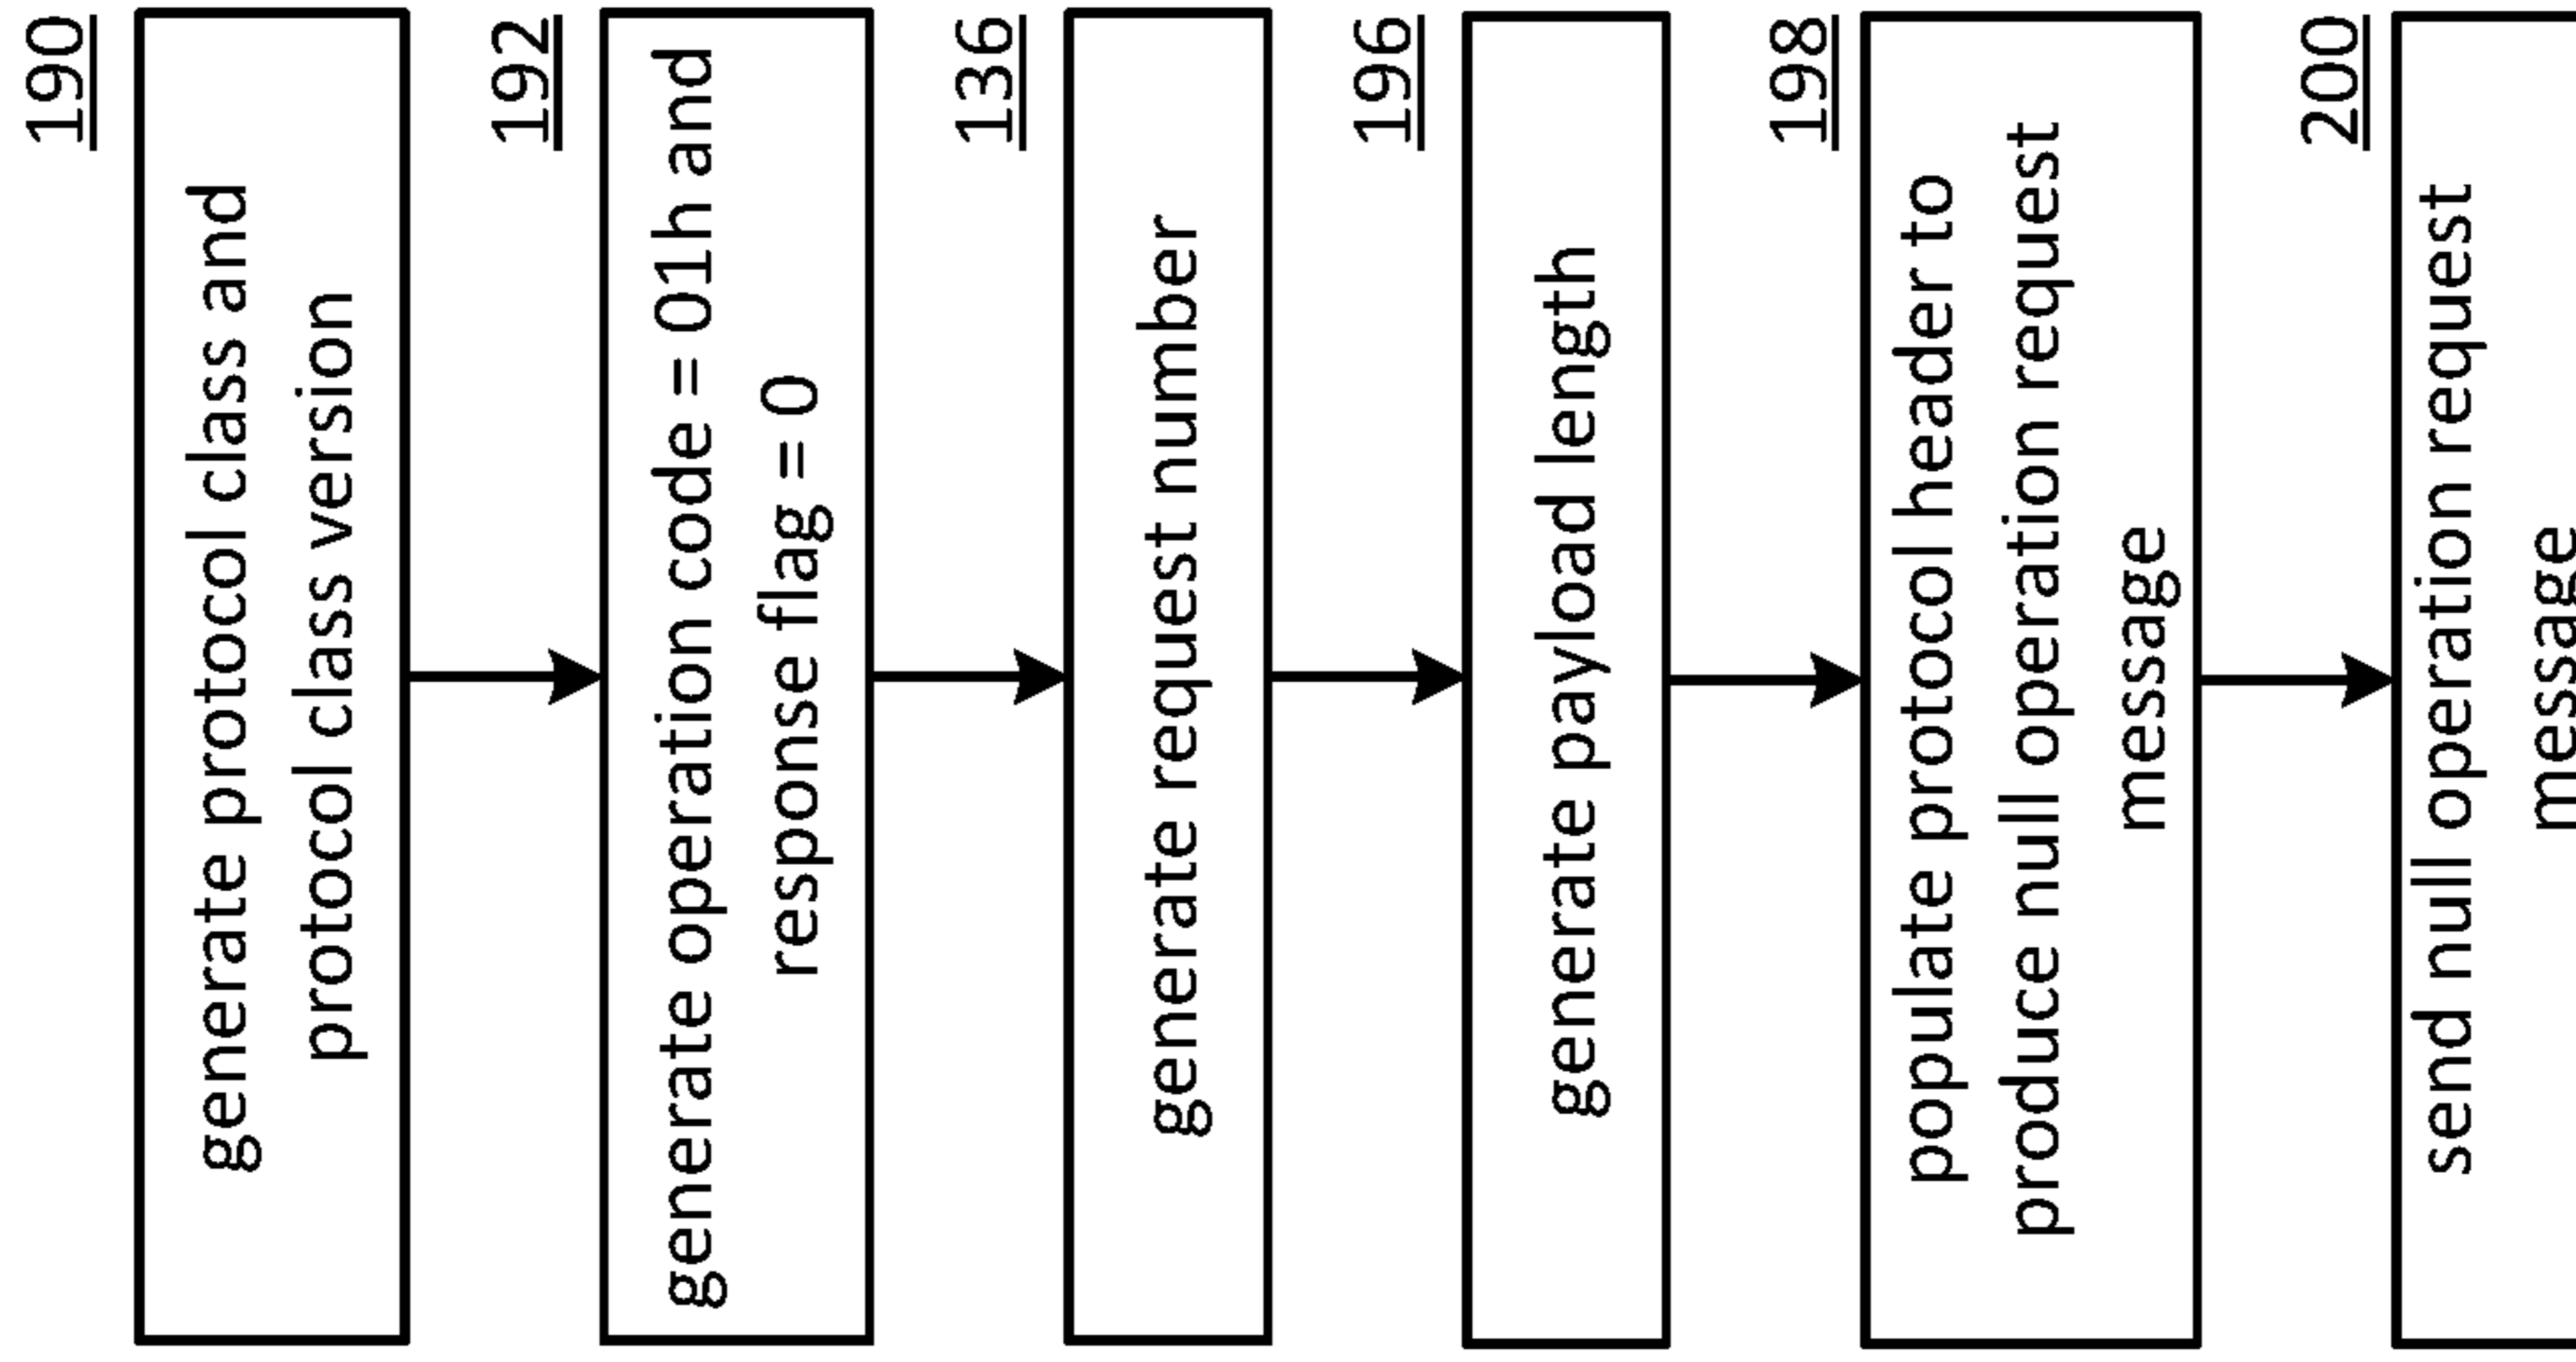 190
generate protocol class and
protocol class version
192
generate operation code = 01h and
response flag = 0
136
generate request number
196
generate payload length
198
populate protocol header to
produce null operation request
message
200
send null operation request
message